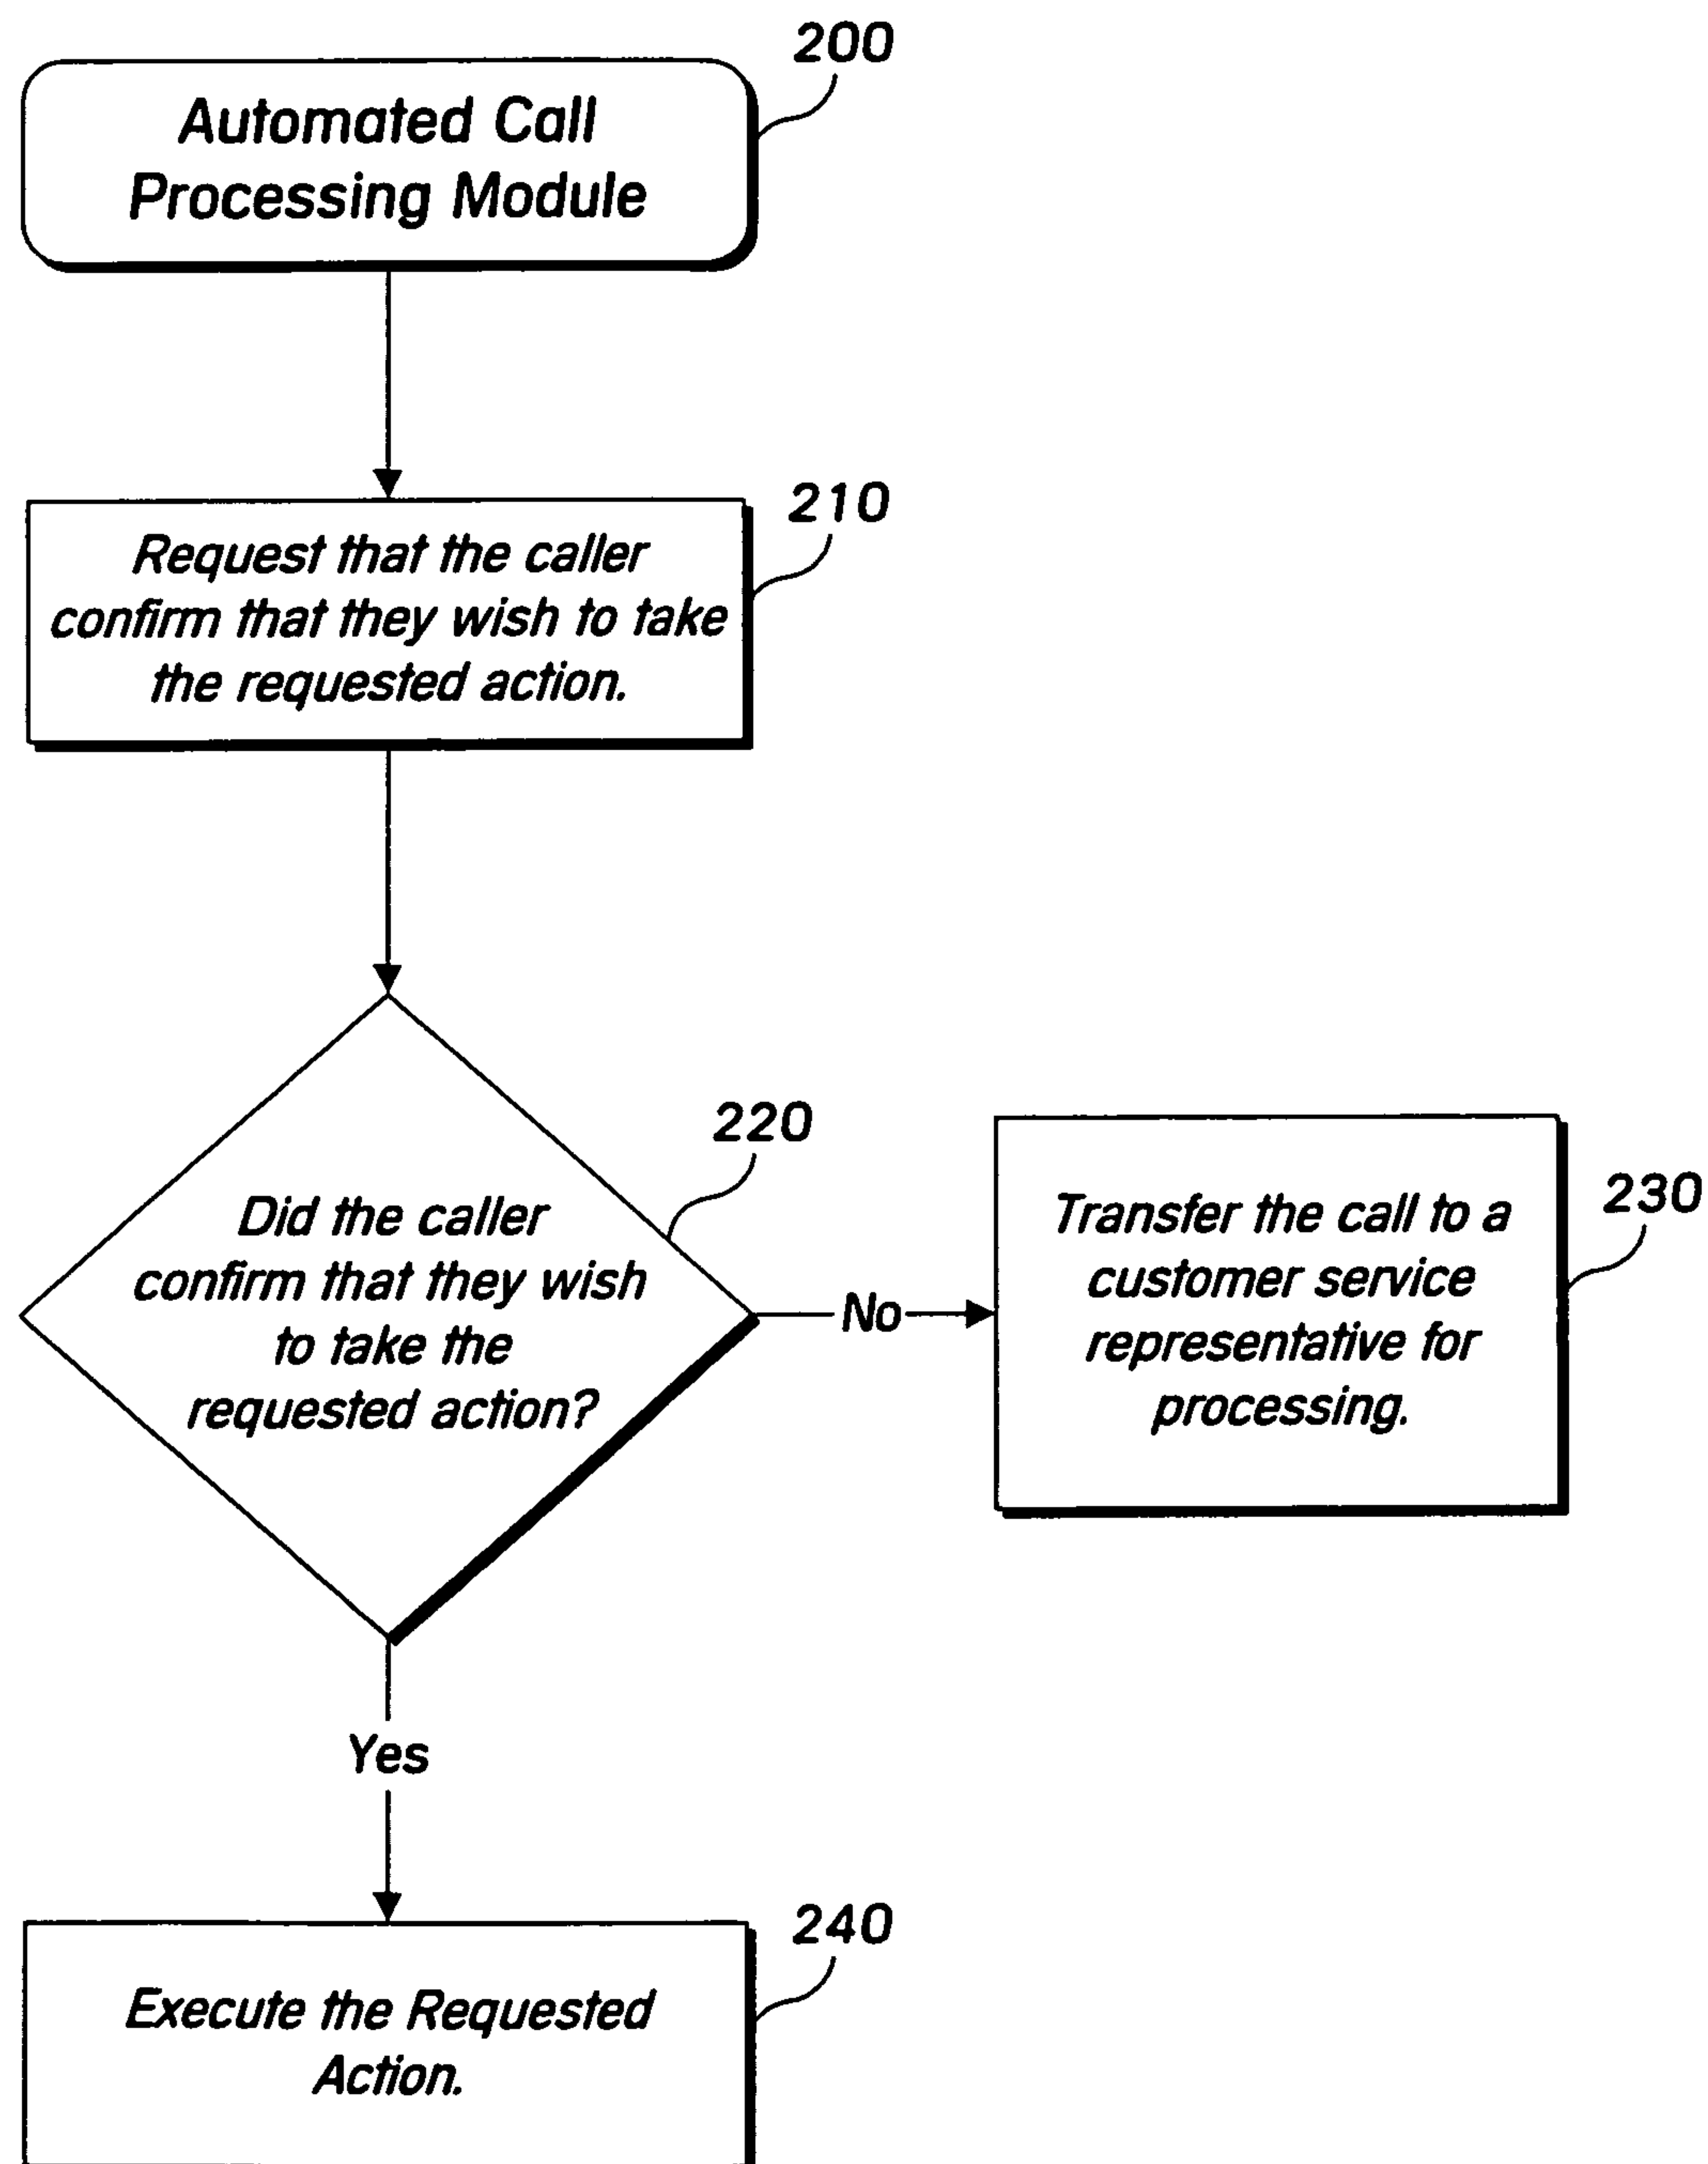 200
Automated Call
Processing Module
210
Request that the caller
confirm that they wish to take
the requested action.
220
Did the caller
confirm that they wish
to take the
requested action?
No
230
Transfer the call to a
customer service
representative for
processing.
Yes
240
Execute the Requested
Action.